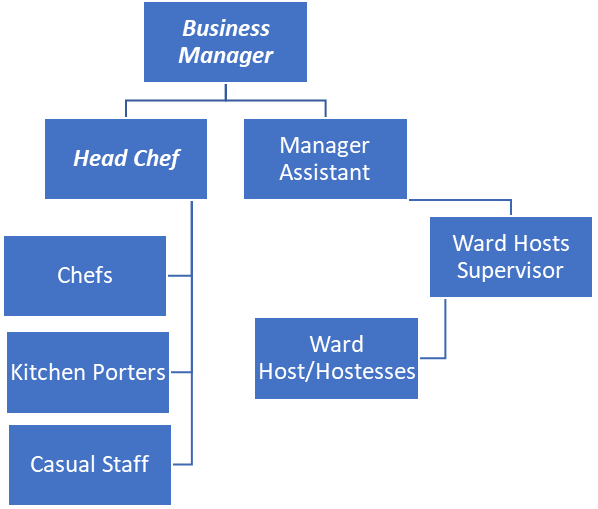 Business
Manager
Head Chef
Manager
Assistant
Ward Hosts
Supervisor
Chefs
Ward
Host/Hostesses
Kitchen Porters
Casual Staff